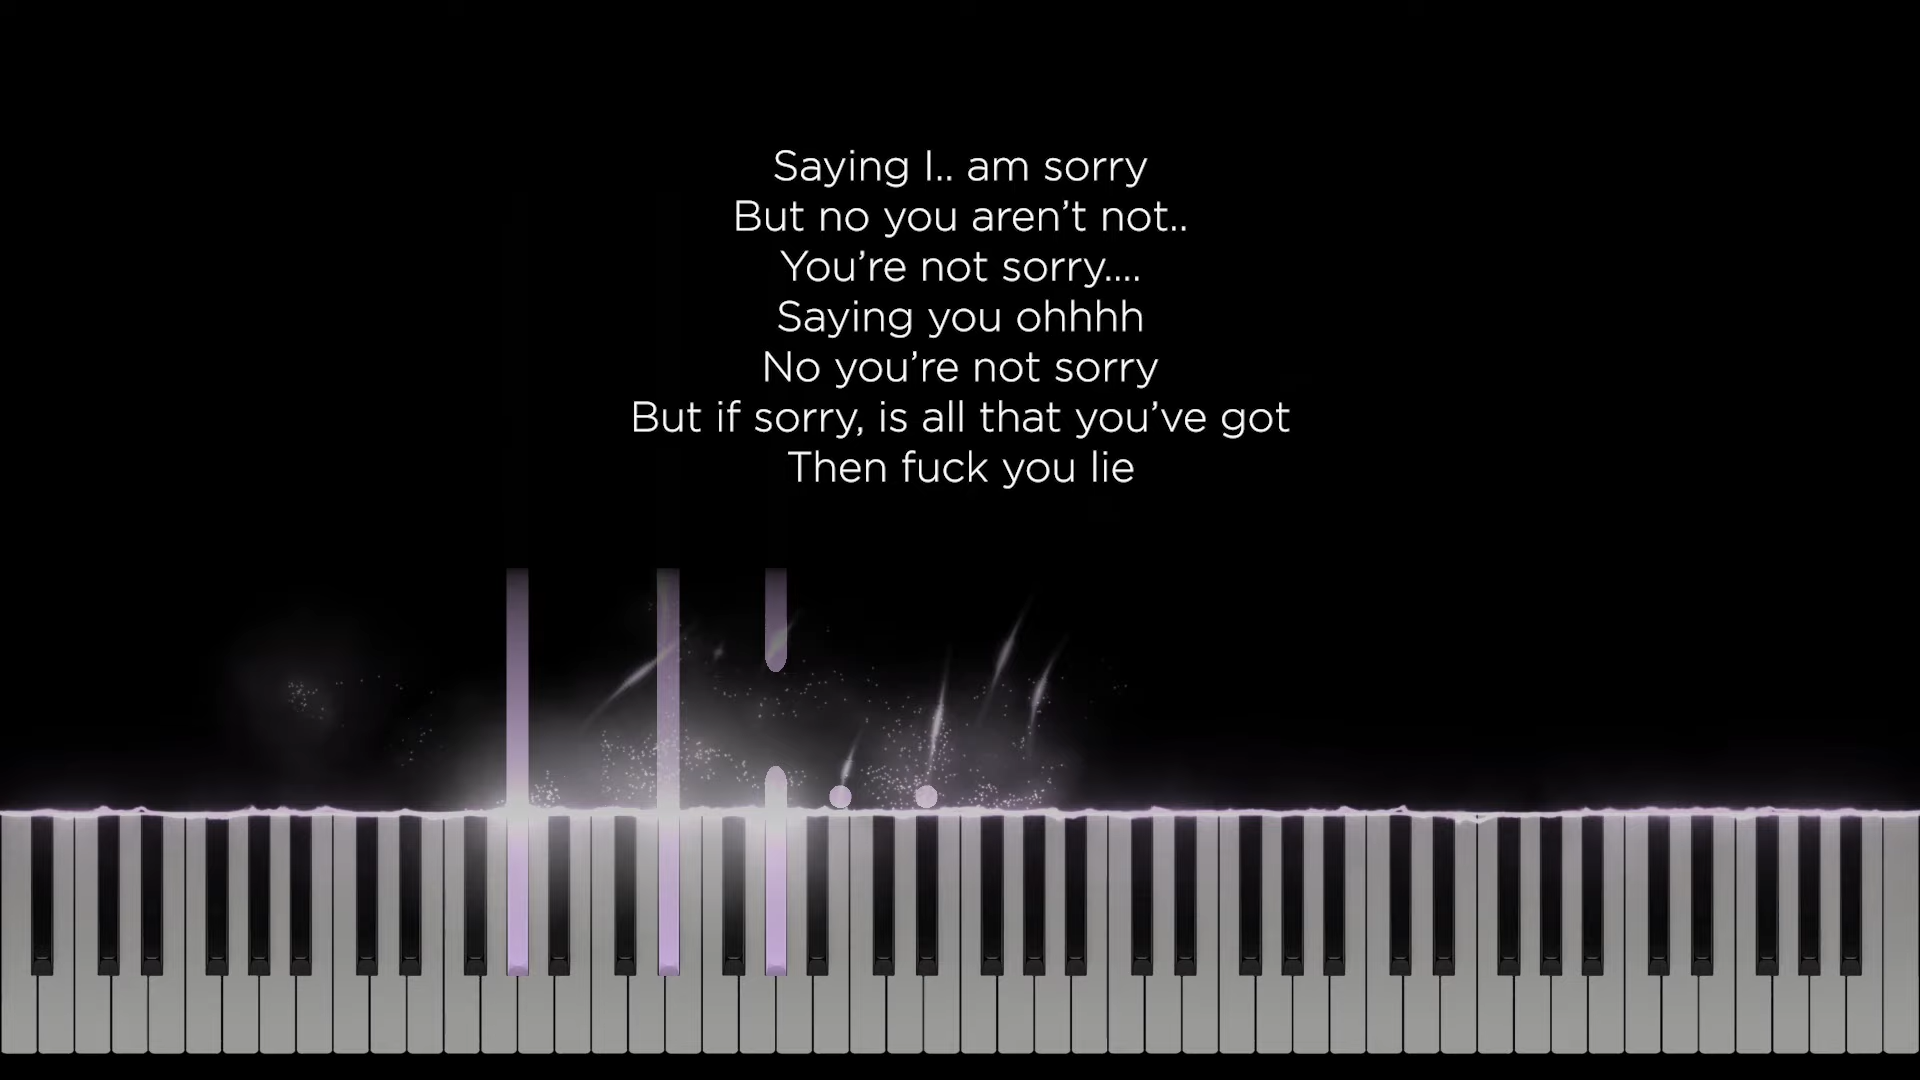 Saying I.. am sorry
But no you aren’t not..
You’re not sorry....
Saying you ohhhh
No you’re not sorry
But if sorry, is all that you’ve got
Then fuck you lie